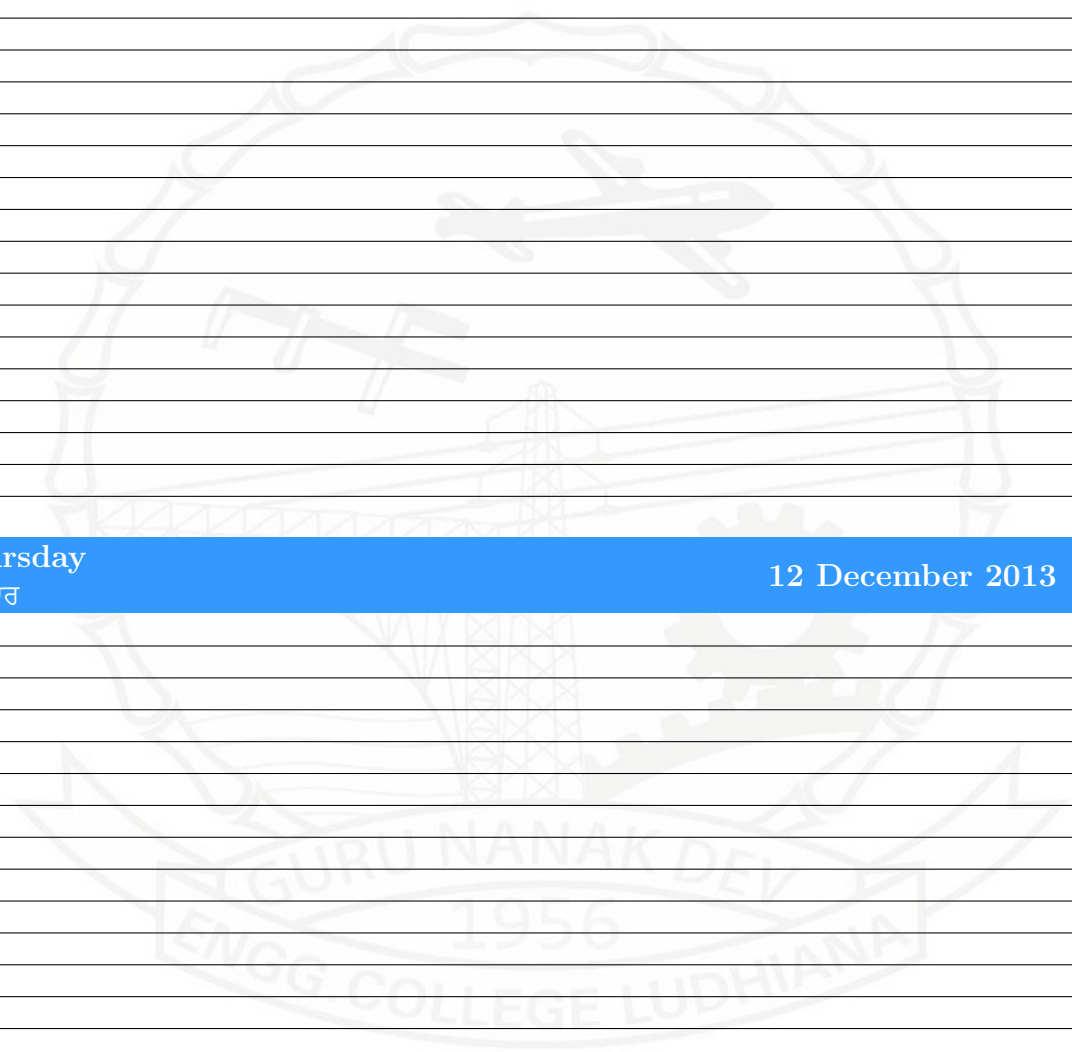 rsday
12 December 2013
ਾਰ
GURU NANAK DEV
1956
ENGG. COLLEGE LUDHIANA